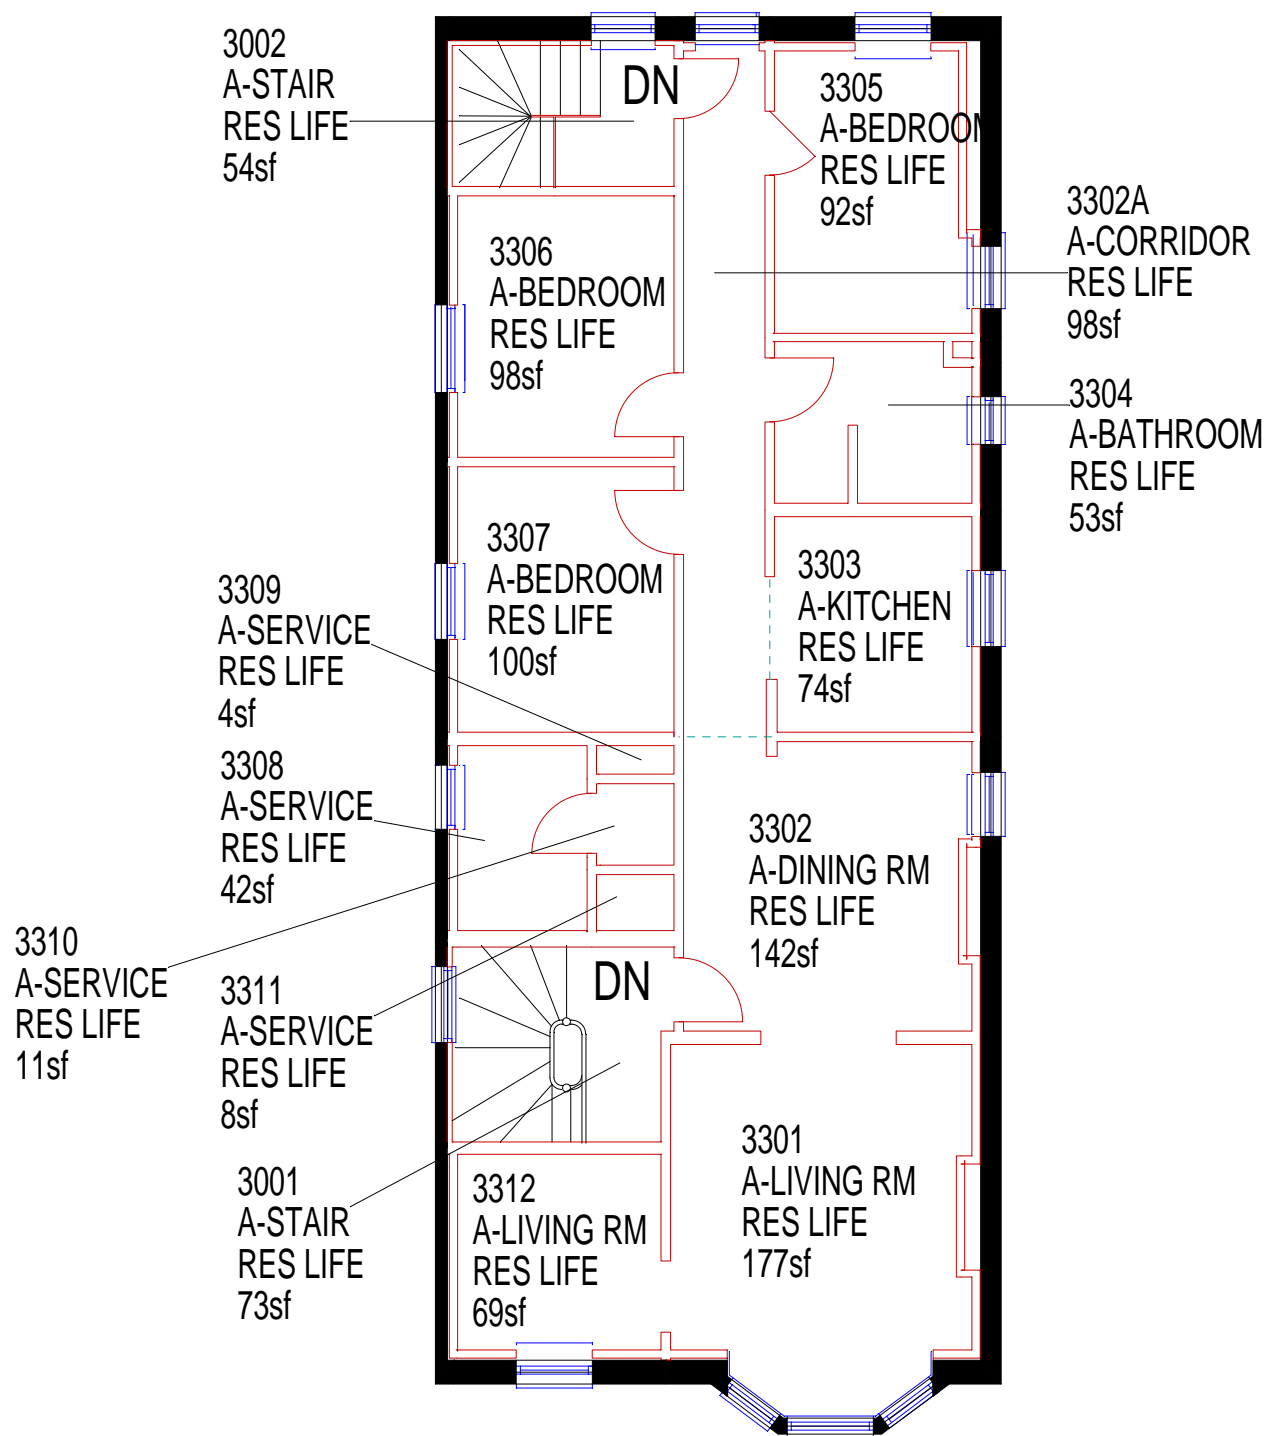 3002
A-STAIR
RES LIFE
54sf
DN
3305
A-BEDROOM
RES LIFE
92sf
3302A
A-CORRIDOR
RES LIFE
98sf
3306
A-BEDROOM
RES LIFE
98sf
3304
A-BATHROOM
RES LIFE
53sf
3307
A-BEDROOM
RES LIFE
100sf
3303
A-KITCHEN
RES LIFE
74sf
3309
A-SERVICE
RES LIFE
4sf
3308
A-SERVICE
RES LIFE
42sf
3302
A-DINING RM
RES LIFE
142sf
3310
A-SERVICE
RES LIFE
11sf
3311
A-SERVICE
RES LIFE
8sf
DN
3001
A-STAIR
RES LIFE
73sf
3312
A-LIVING RM
RES LIFE
69sf
3301
A-LIVING RM
RES LIFE
177sf